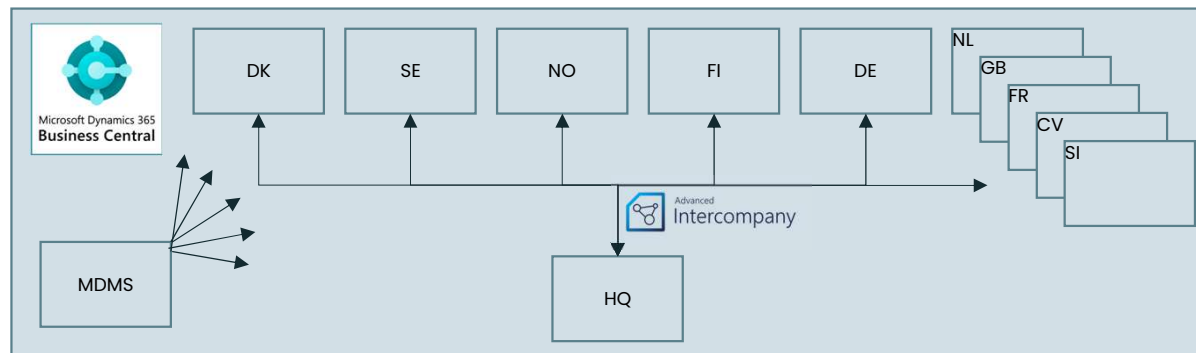 Microsoft Dynamics 365
Business Central
DK
SE
NO
FI
DE
NL
GB
FR
CV
SI
Advanced
Intercompany
MDMS
HQ